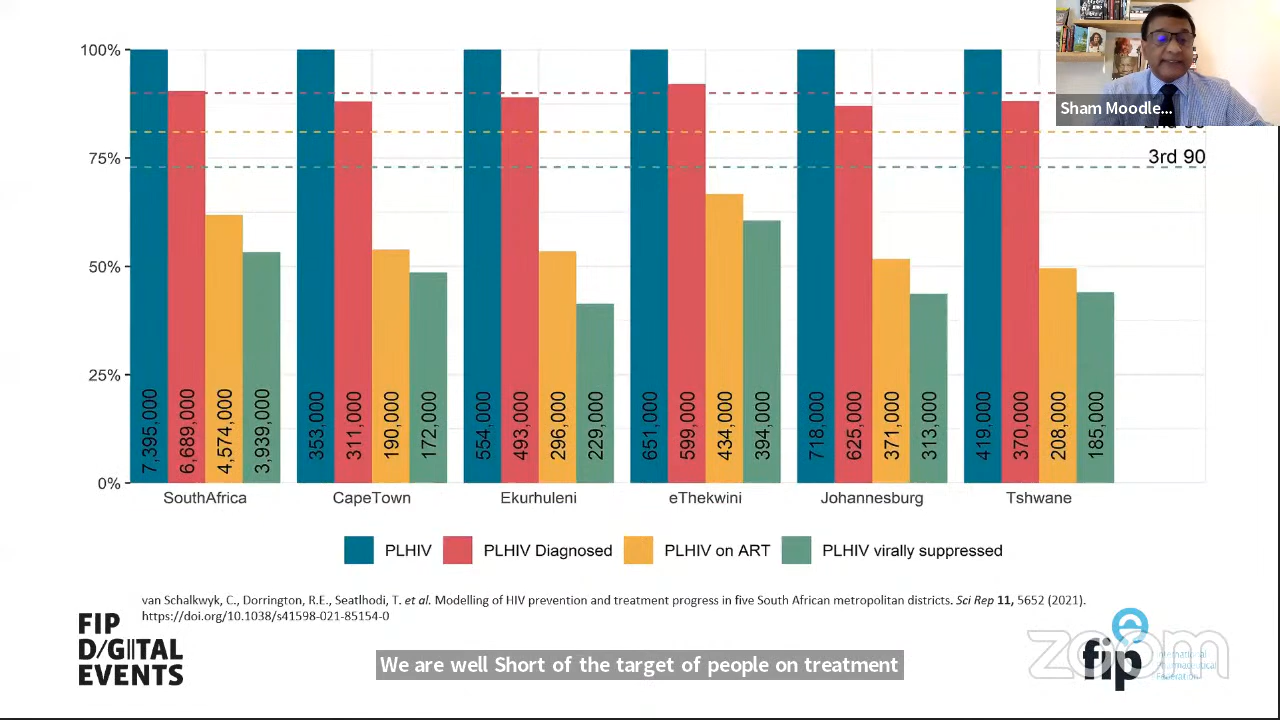 100%
75%
50%
25%
0%
Sham Moodle...
3rd 90
7,395,000
6,689,000
4,574,000
3,939,000
353,000
311,000
190,000
172,000
554,000
493,000
296,000
229,000
651,000
599,000
434,000
394,000
718,000
625,000
371,000
313,000
419.000
370,000
208,000
185,000
SouthAfrica
CapeTown
Ekurhuleni
eThekwini
Johannesburg
Tshwane
PLHIV
PLHIV Diagnosed
PLHIV on ART
PLHIV virally suppressed
van Schalkwyk, C., Dorrington, R.E., Seatlhodi, T. et al. Modelling of HIV prevention and treatment progress in five South African metropolitan districts. Sci Rep 11, 5652 (2021).
https://doi.org/10.1038/s41598-021-85154-0
FIP
DIGITAL
EVENTS
We are well Short of the target of people on treatment
zoom
e
fip
International
Pharmaceutical
Federation